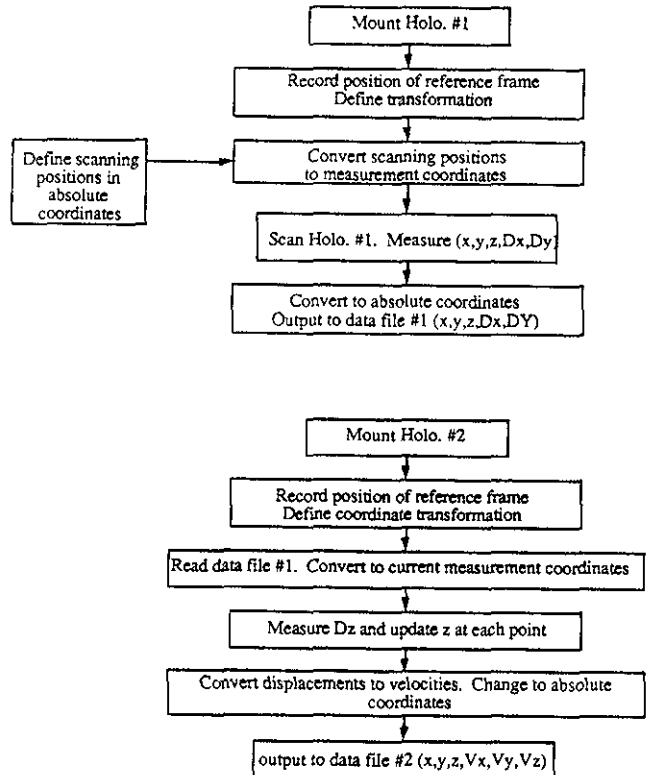 Mount Holo. #1
Record position of reference frame
Define transformation
Define scanning
positions in
absolute
coordinates
Convert scanning positions
to measurement coordinates
Scan Holo. #1. Measure (x,y,z,Dx,Dy)
Convert to absolute coordinates
Output to data file #1 (x,y,z,Dx,DY)
Mount Holo. #2
Record position of reference frame
Define coordinate transformation
Read data file #1. Convert to current measurement coordinates
Measure Dz and update z at each point
Convert displacements to velocities. Change to absolute
coordinates
output to data file #2 (x,y,z,Vx,Vy,Vz)